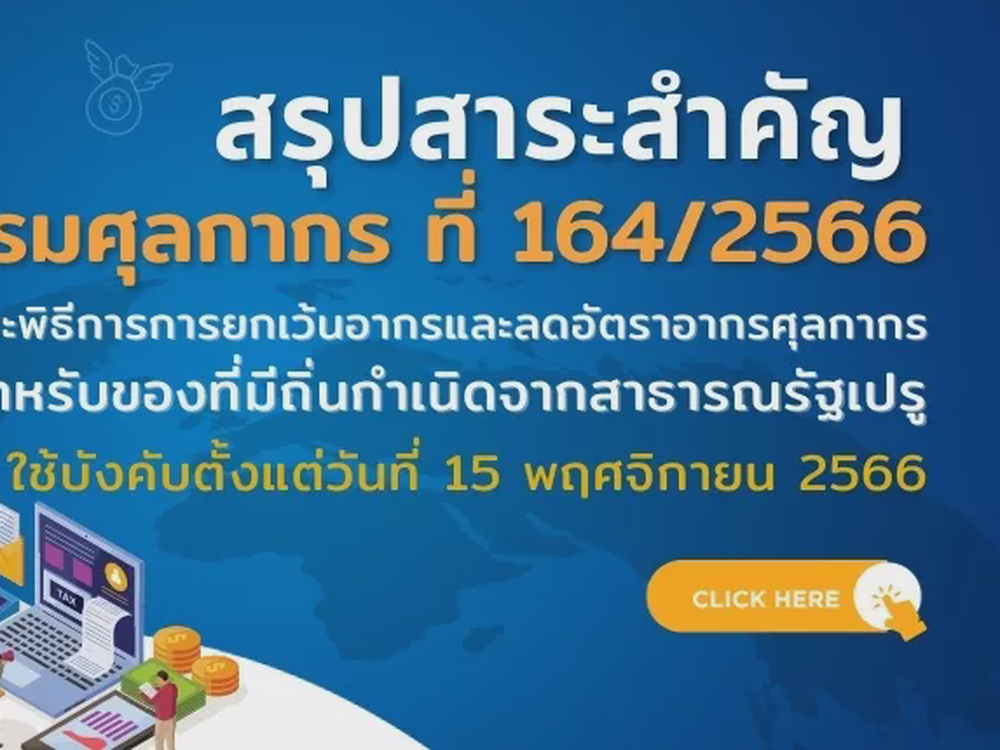 สรุปสาระสำคัญ
รมศุลกากร ที่ 164/2566
ะพิธีการการยกเว้นอากรและลดอัตราอากรศุลกากร
าหรับของที่มีถิ่นกำเนิดจากสาธารณรัฐเปรู
ใช้บังคับตั้งแต่วันที่ 15 พฤศจิกายน 2566
TAX
CLICK HERE